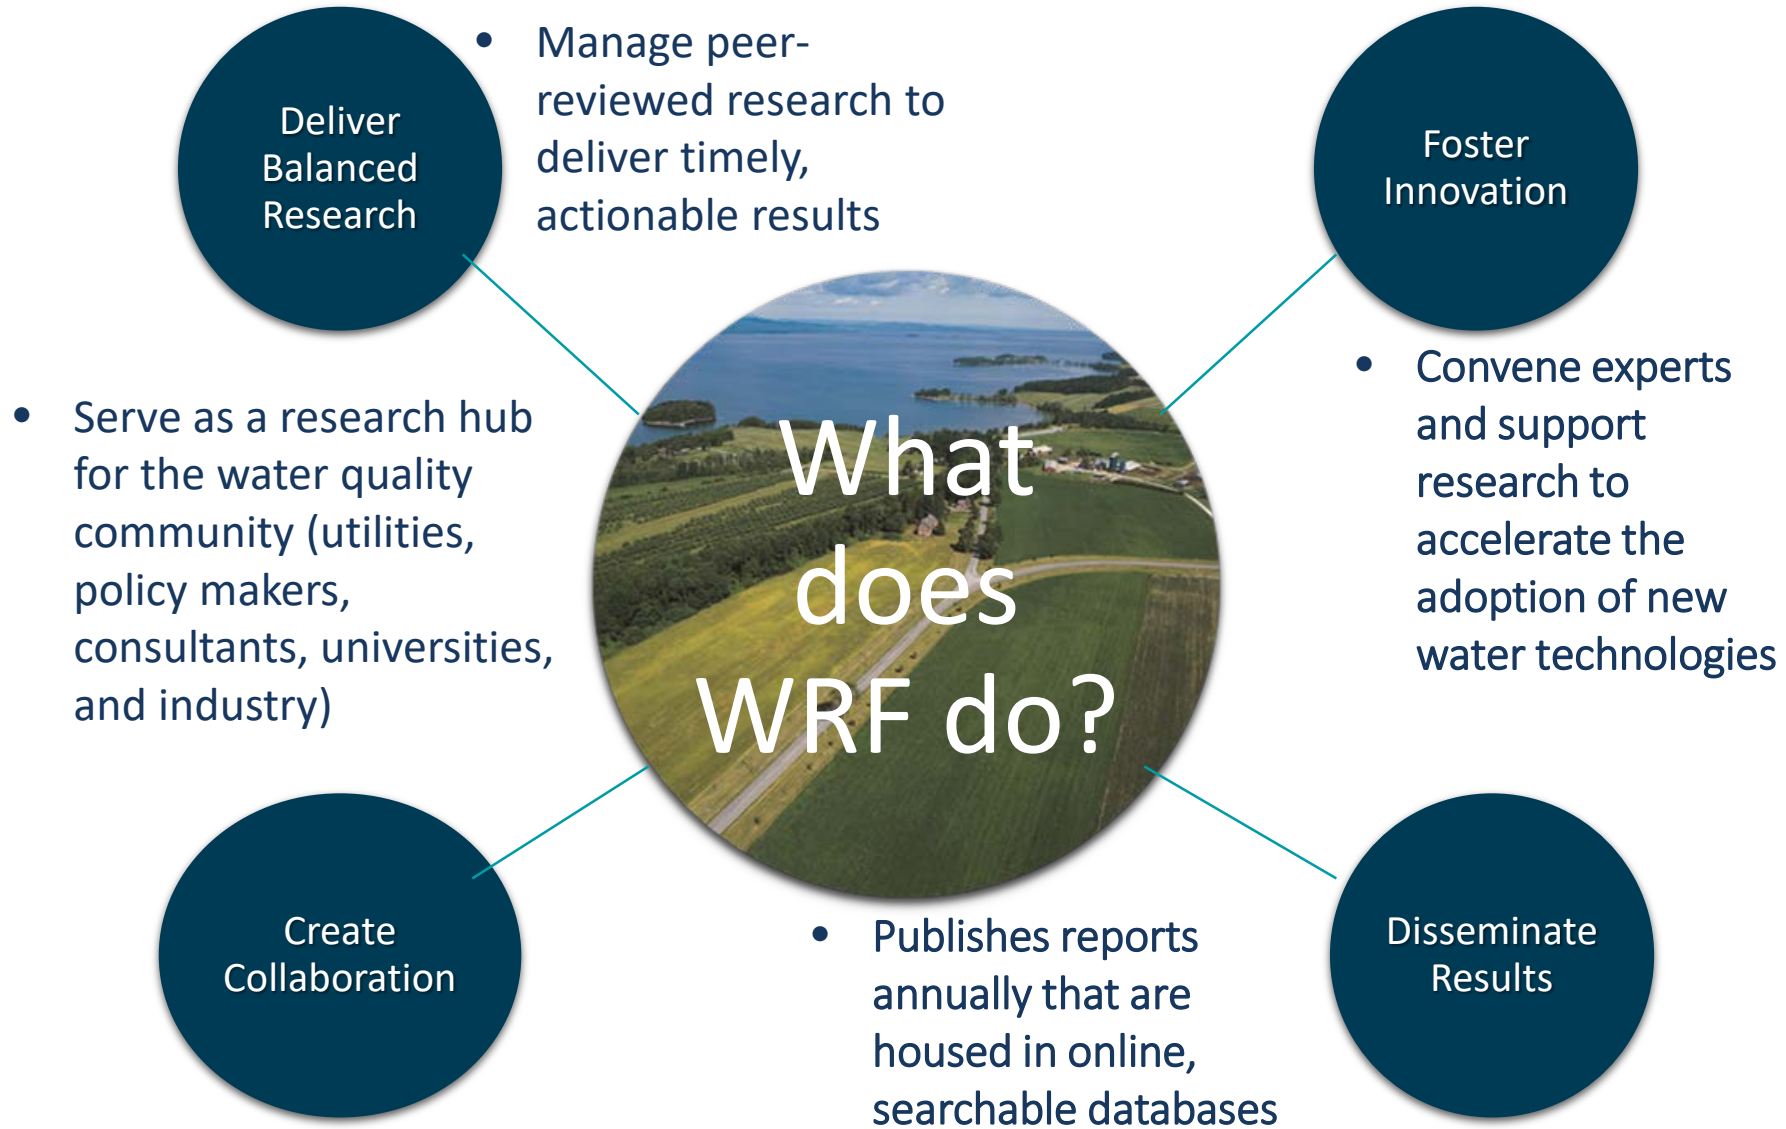 Deliver
Balanced
Research
• Manage peer-
reviewed research to
deliver timely,
actionable results
Foster
Innovation
• Convene experts
and support
research to
accelerate the
adoption of new
water technologies
• Serve as a research hub
for the water quality
community (utilities,
policy makers,
consultants, universities,
and industry)
What
does
WRF do?
Create
Collaboration
• Publishes reports
annually that are
housed in online,
searchable databases
Disseminate
Results